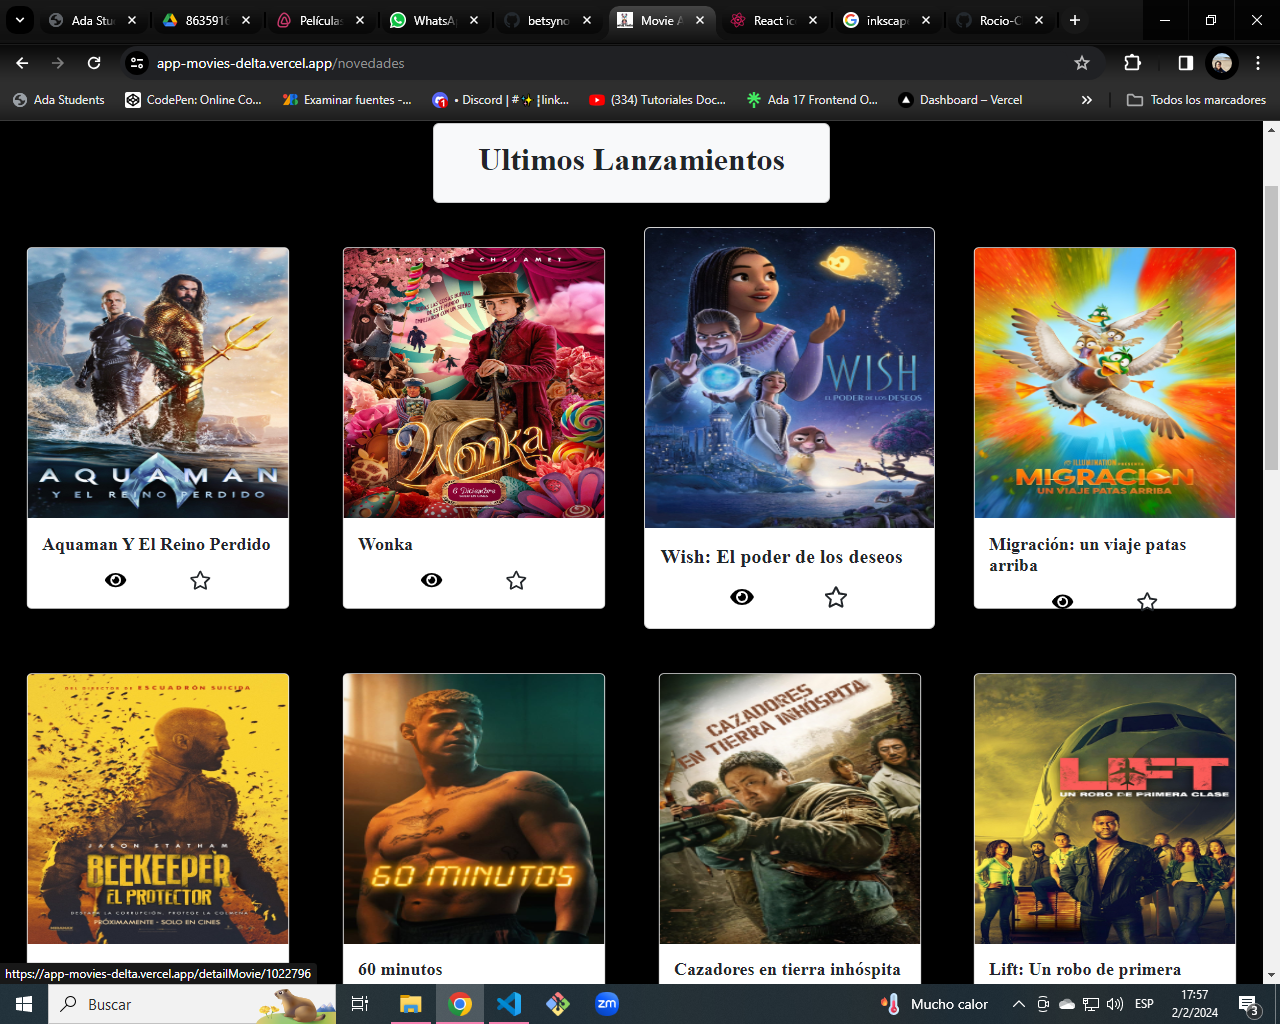 Ada Stu
8635916
Películas
WhatsA
betsyno
Movie A
React ic
inkscap
Rocio-C
app-movies-delta.vercel.app/novedades
Ada Students
CodePen: Online Co...
Examinar fuentes -...
• Discord | #✨┆link...
(334) Tutoriales Doc...
Ada 17 Frontend O...
Dashboard – Vercel
»
Todos los marcadores
Ultimos Lanzamientos
AQUAMAN
Y EL REINO PERDIDO
Aquaman Y El Reino Perdido
TIMOTHÉE CHALAMET
Wonka
6 Diciembre
Wonka
WISH
EL PODER DE LOS DESEOS
Wish: El poder de los deseos
ILLUMINATION PRESENTA
MIGRACIÓN
UN VIAJE PATAS ARRIBA
Migración: un viaje patas
arriba
DEL DIRECTOR DE ESCUADRÓN SUICIDA
JASON STATHAM
BEEKEEPER
EL PROTECTOR
DESTAPA LA CORRUPCIÓN. PROTEGE LA COLMENA
PRÓXIMAMENTE - SOLO EN CINES
60 MINUTOS
60 minutos
CAZADORES
EN TIERRA INHÓSPITA
Cazadores en tierra inhóspita
LIFT
UN ROBO DE PRIMERA CLASE
Lift: Un robo de primera
https://app-movies-delta.vercel.app/detailMovie/1022796
Buscar
zm
Mucho calor
ESP
17:57
2/2/2024
3